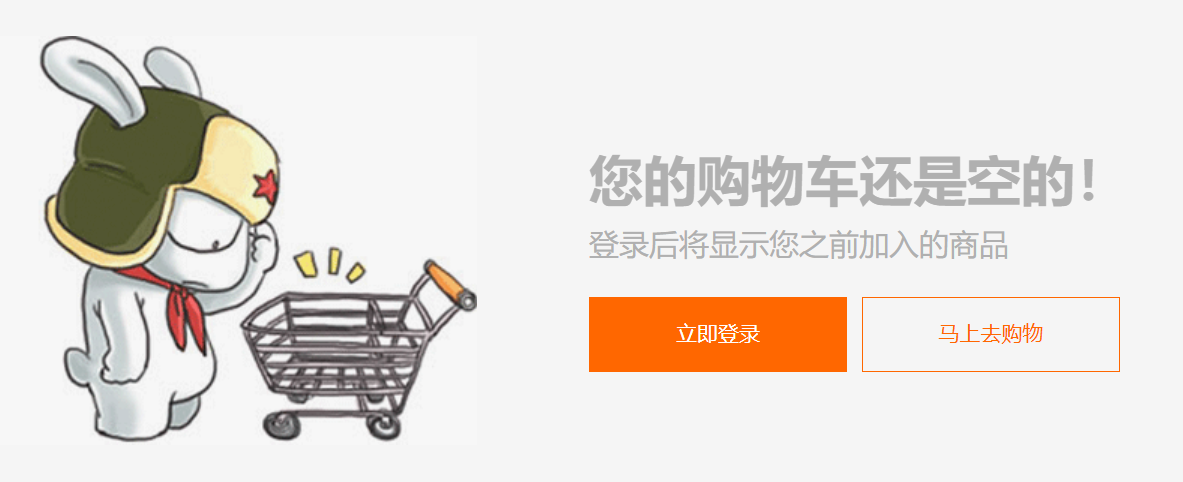 您的购物车还是空的！
登录后将显示您之前加入的商品
立即登录
马上去购物